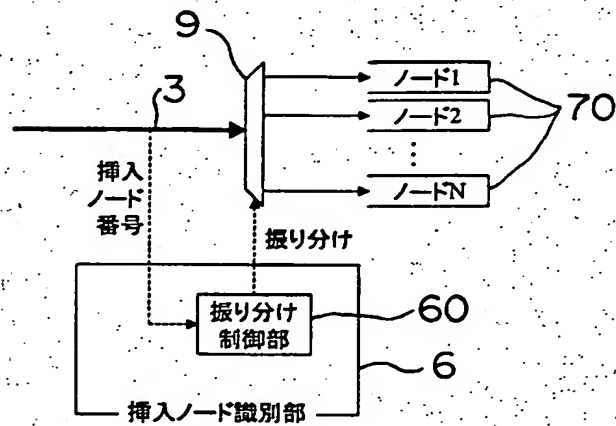 9
ノード1
3
ノード2
70
⋮
挿入
ノード
番号
ノードN
振り分け
振り分け
制御部
60
6
挿入ノード識別部